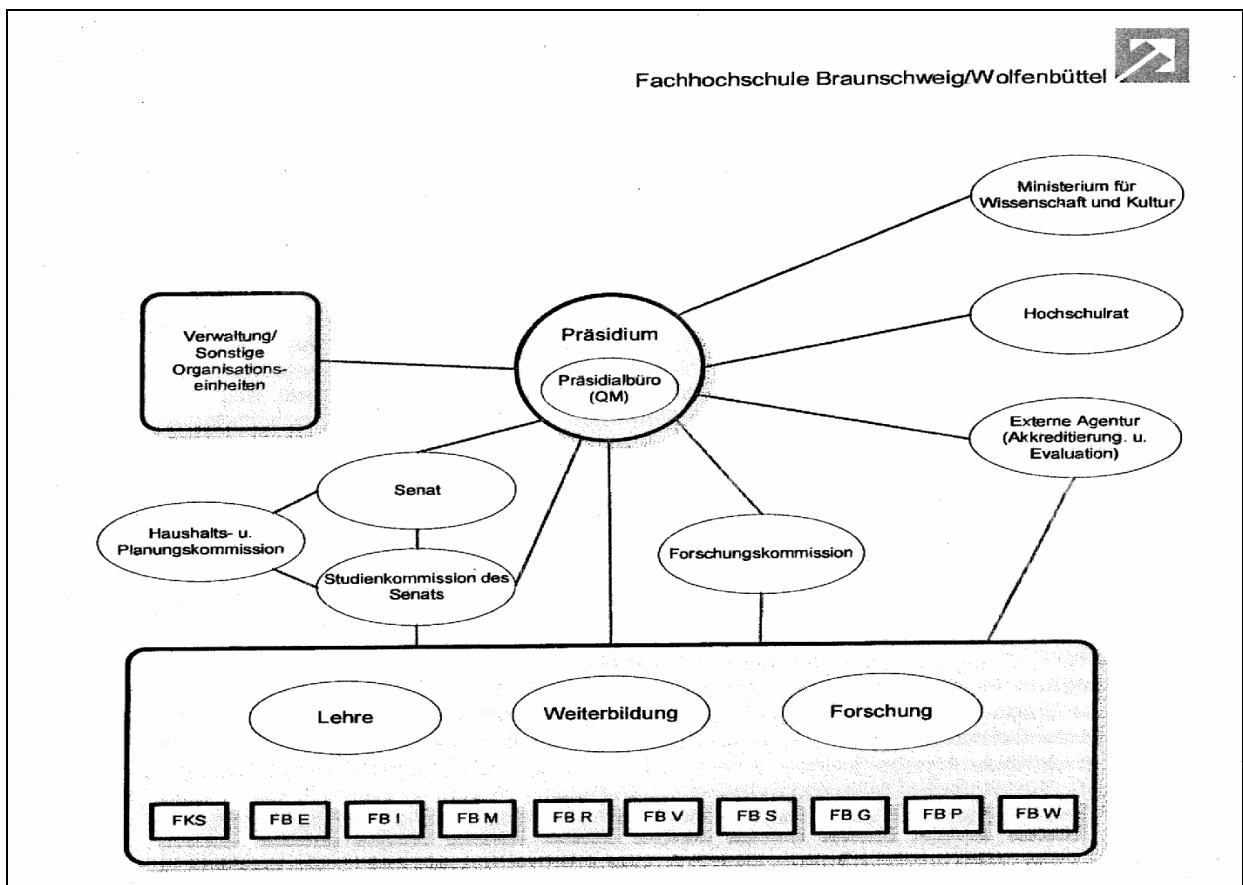 Fachhochschule Braunschweig/Wolfenbüttel
Ministerium für
Wissenschaft und Kultur
Verwaltung/
Sonstige
Organisations-
einheiten
Präsidium
Präsidialbüro
(QM)
Hochschulrat
Externe Agentur
(Akkreditierung. u.
Evaluation)
Senat
Haushalts- u.
Planungskommission
Studienkommission des
Senats
Forschungskommission
Lehre
Weiterbildung
Forschung
FKS
FB E
FB I
FB M
FB R
FB V
FB S
FB G
FB P
FB W